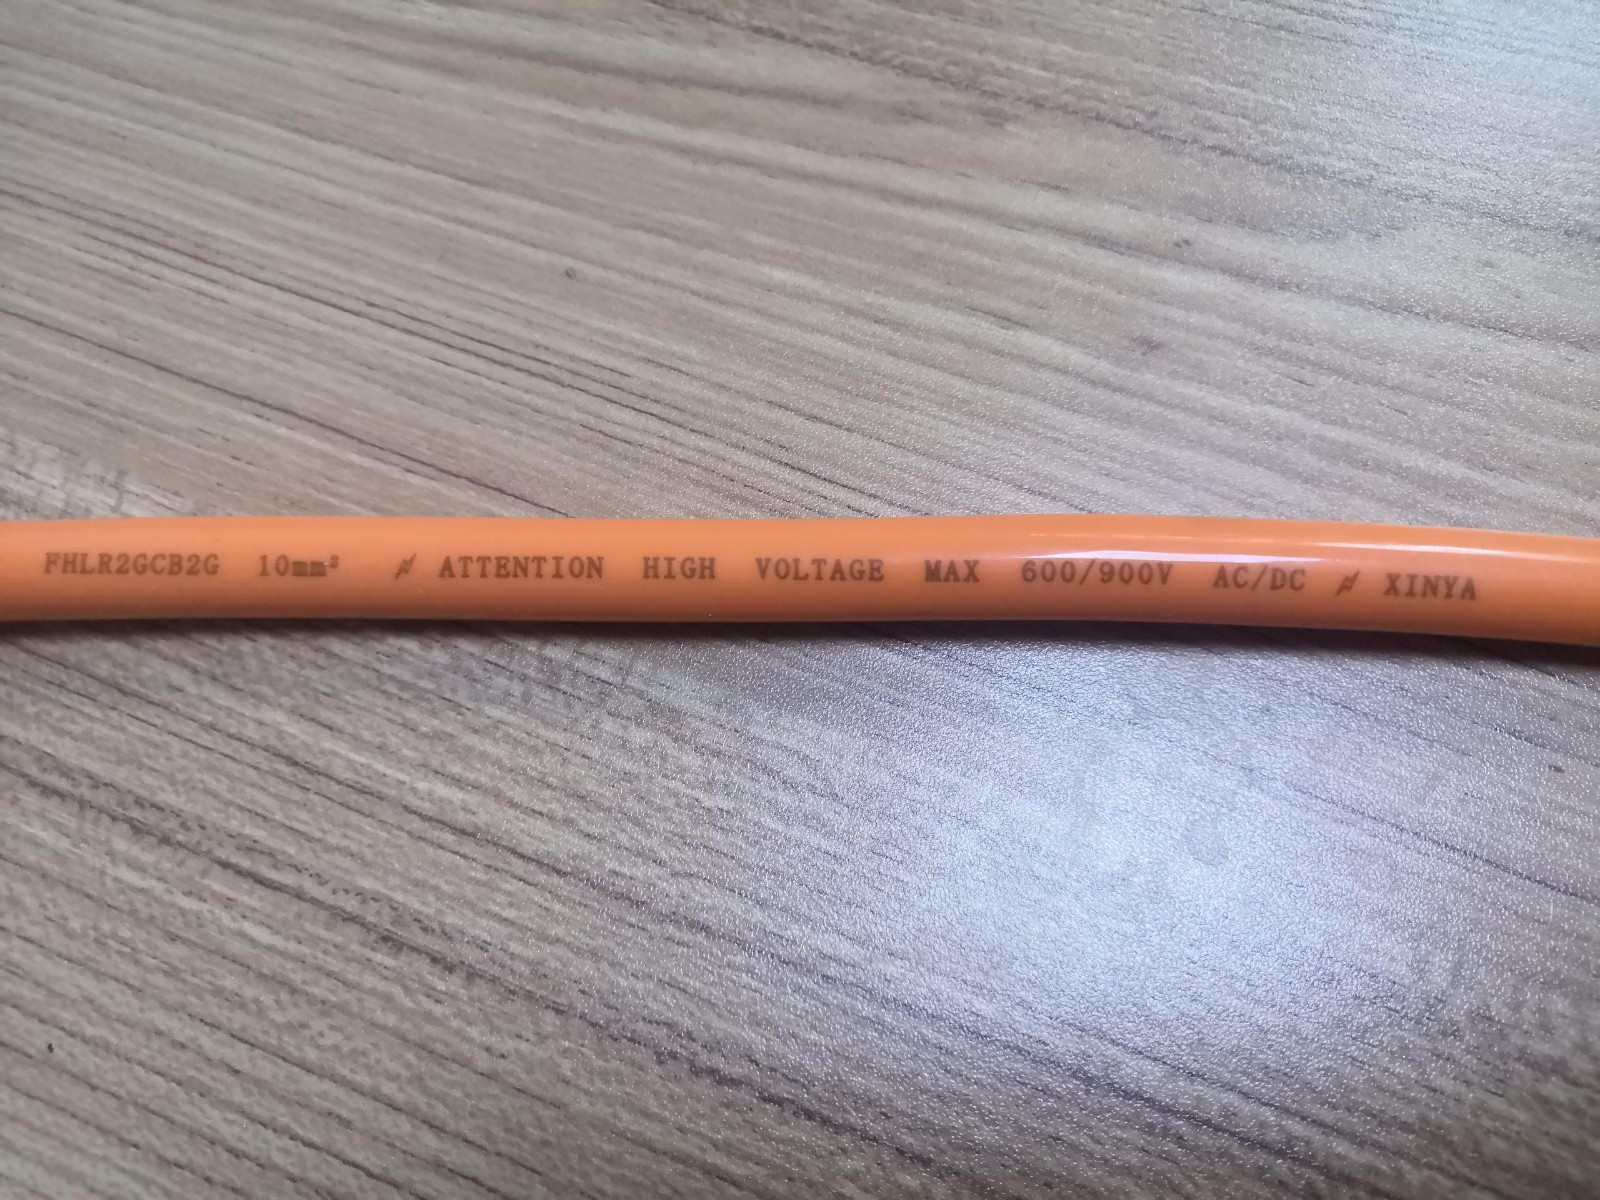 FHLR2GCB2G 10mm² ATTENTION HIGH VOLTAGE MAX 600/900V AC/DC XINYA